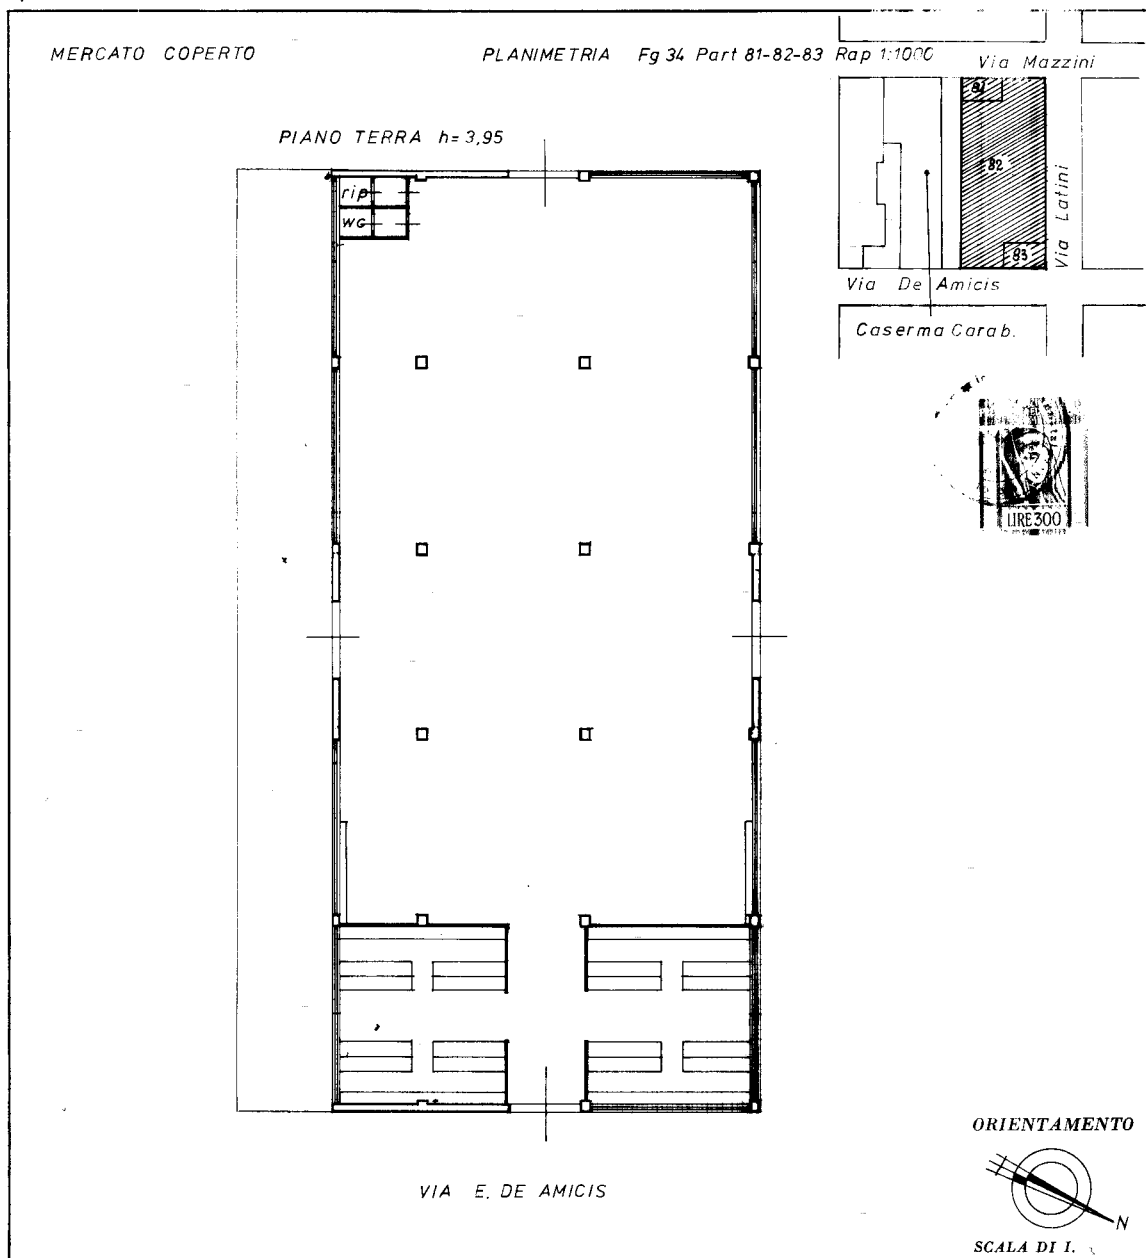 MERCATO COPERTO
PLANIMETRIA Fg 34 Part 81-82-83 Rap 1:1000
Via Mazzini
PIANO TERRA h= 3,95
rip
WC
81
82
83
Via Latini
Via De Amicis
Caserma Carab.
LIRE 300
VIA E. DE AMICIS
ORIENTAMENTO
N
SCALA DI I.